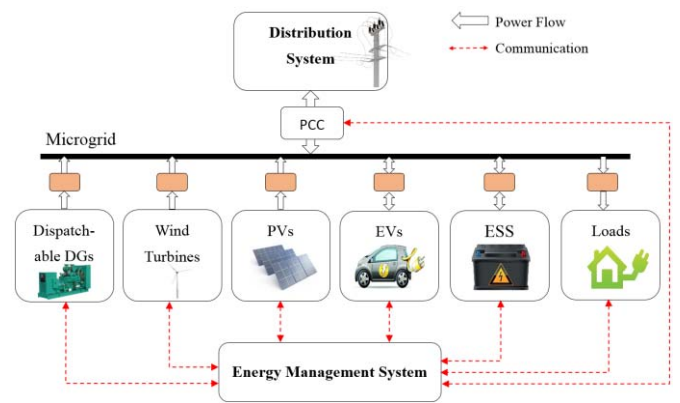 Distribution
System
Power Flow
Communication
PCC
Microgrid
Dispatch-
able DGs
Wind
Turbines
PVs
EVs
ESS
Loads
Energy Management System